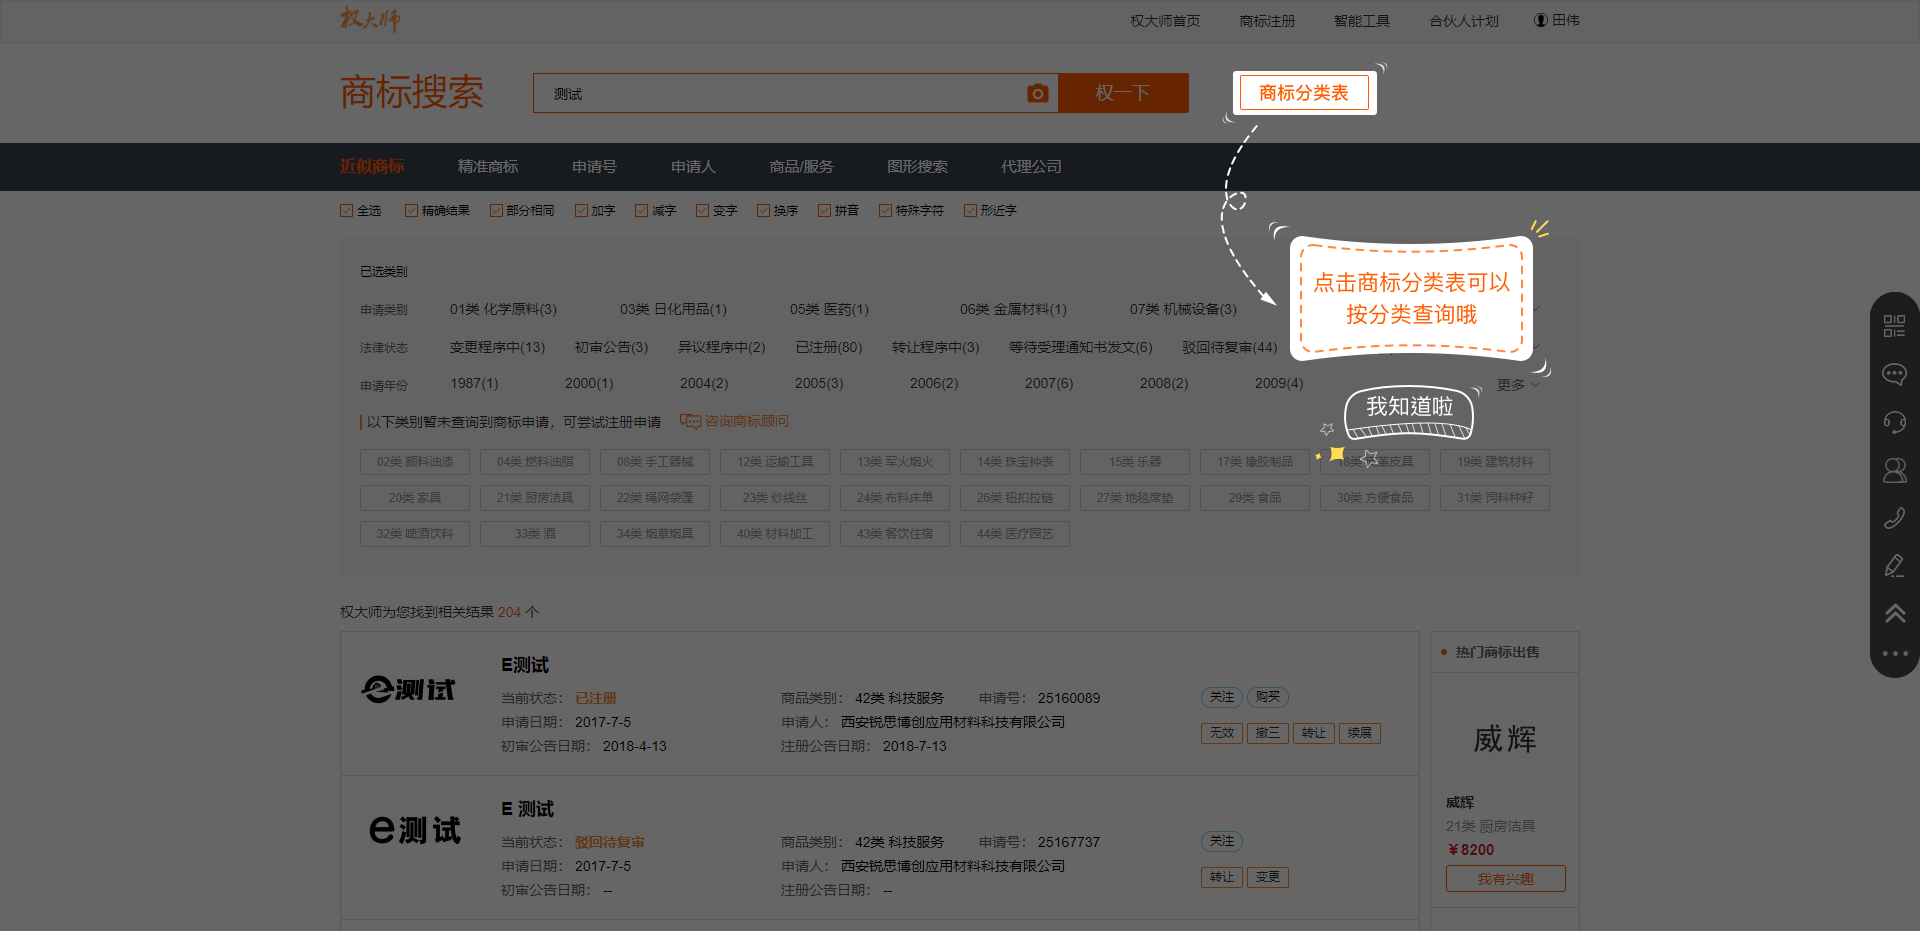 权大师 权大师首页 商标注册 智能工具 合伙人计划 田伟
商标搜索 测试 权一下 商标分类表
近似商标 精准商标 申请号 申请人 商品/服务 图形搜索 代理公司
全选 精确结果 部分相同 加字 减字 变字 换序 拼音 特殊字符 形近字
已选类别
点击商标分类表可以
按分类查询哦
申请类别 01类 化学原料(3) 03类 日化用品(1) 05类 医药(1) 06类 金属材料(1) 07类 机械设备(3)
法律状态 变更程序中(13) 初审公告(3) 异议程序中(2) 已注册(80) 转让程序中(3) 等待受理通知书发文(6) 驳回待复审(44)
申请年份 1987(1) 2000(1) 2004(2) 2005(3) 2006(2) 2007(6) 2008(2) 2009(4) 更多
我知道啦
以下类别暂未查询到商标申请，可尝试注册申请 咨询商标顾问
02类 颜料油漆 04类 燃料油脂 08类 手工器械 12类 运输工具 13类 军火烟火 14类 珠宝钟表 15类 乐器 17类 橡胶制品 18类 皮革皮具 19类 建筑材料
20类 家具 21类 厨房洁具 22类 绳网袋篷 23类 纱线丝 24类 布料床单 26类 钮扣拉链 27类 地毯席垫 29类 食品 30类 方便食品 31类 饲料种籽
32类 啤酒饮料 33类 酒 34类 烟草烟具 40类 材料加工 43类 餐饮住宿 44类 医疗园艺
权大师为您找到相关结果 204 个
e测试
E测试
当前状态： 已注册 商品类别： 42类 科技服务 申请号： 25160089 关注 购买
申请日期： 2017-7-5 申请人： 西安锐思博创应用材料科技有限公司
初审公告日期： 2018-4-13 注册公告日期： 2018-7-13 无效 撤三 转让 续展
e测试
E 测试
当前状态： 驳回待复审 商品类别： 42类 科技服务 申请号： 25167737 关注
申请日期： 2017-7-5 申请人： 西安锐思博创应用材料科技有限公司
初审公告日期： -- 注册公告日期： -- 转让 变更
热门商标出售
威辉
威辉
21类 厨房洁具
￥8200
我有兴趣